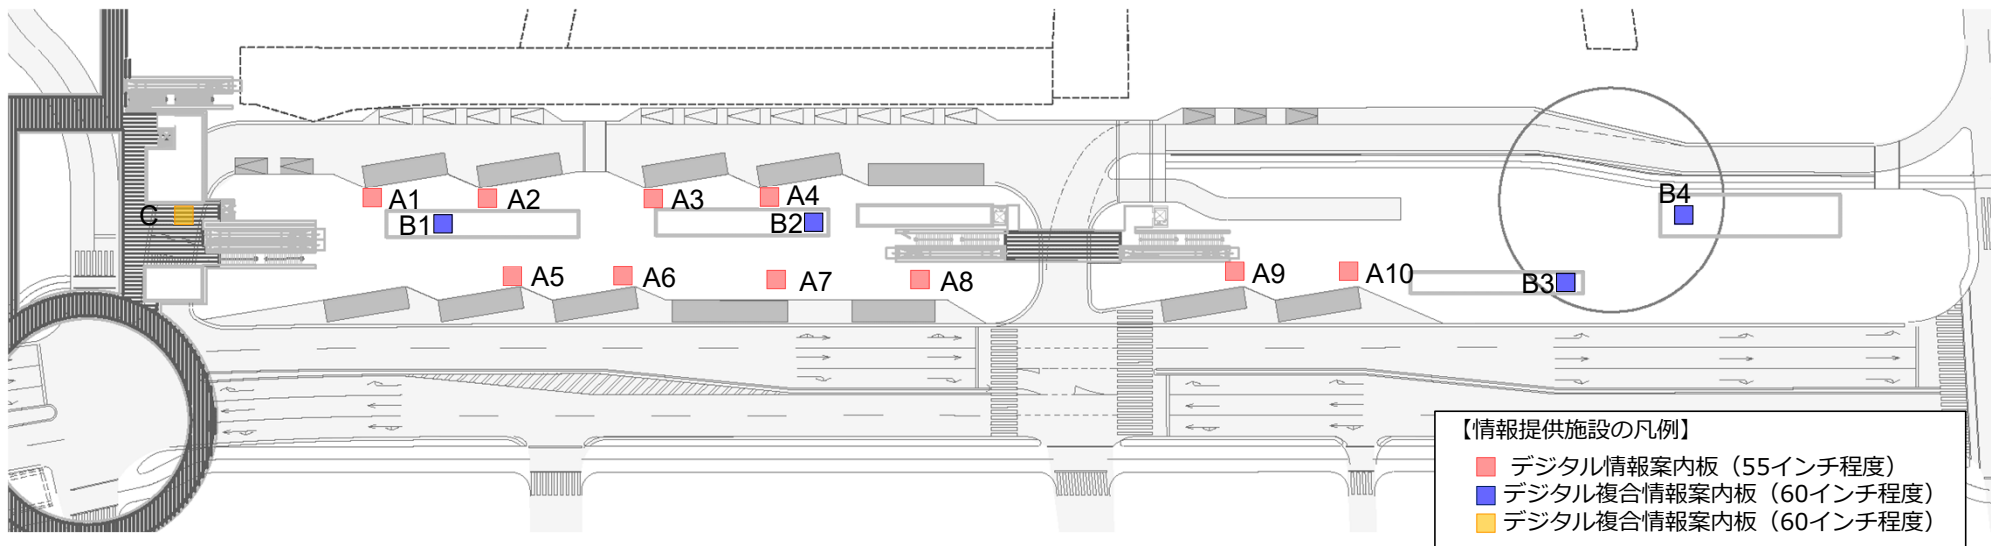 A1
A2
A3
A4
B1
B2
B4
C
A5
A6
A7
A8
A9
A10
B3
【情報提供施設の凡例】
デジタル情報案内板（55インチ程度）
デジタル複合情報案内板（60インチ程度）
デジタル複合情報案内板（60インチ程度）